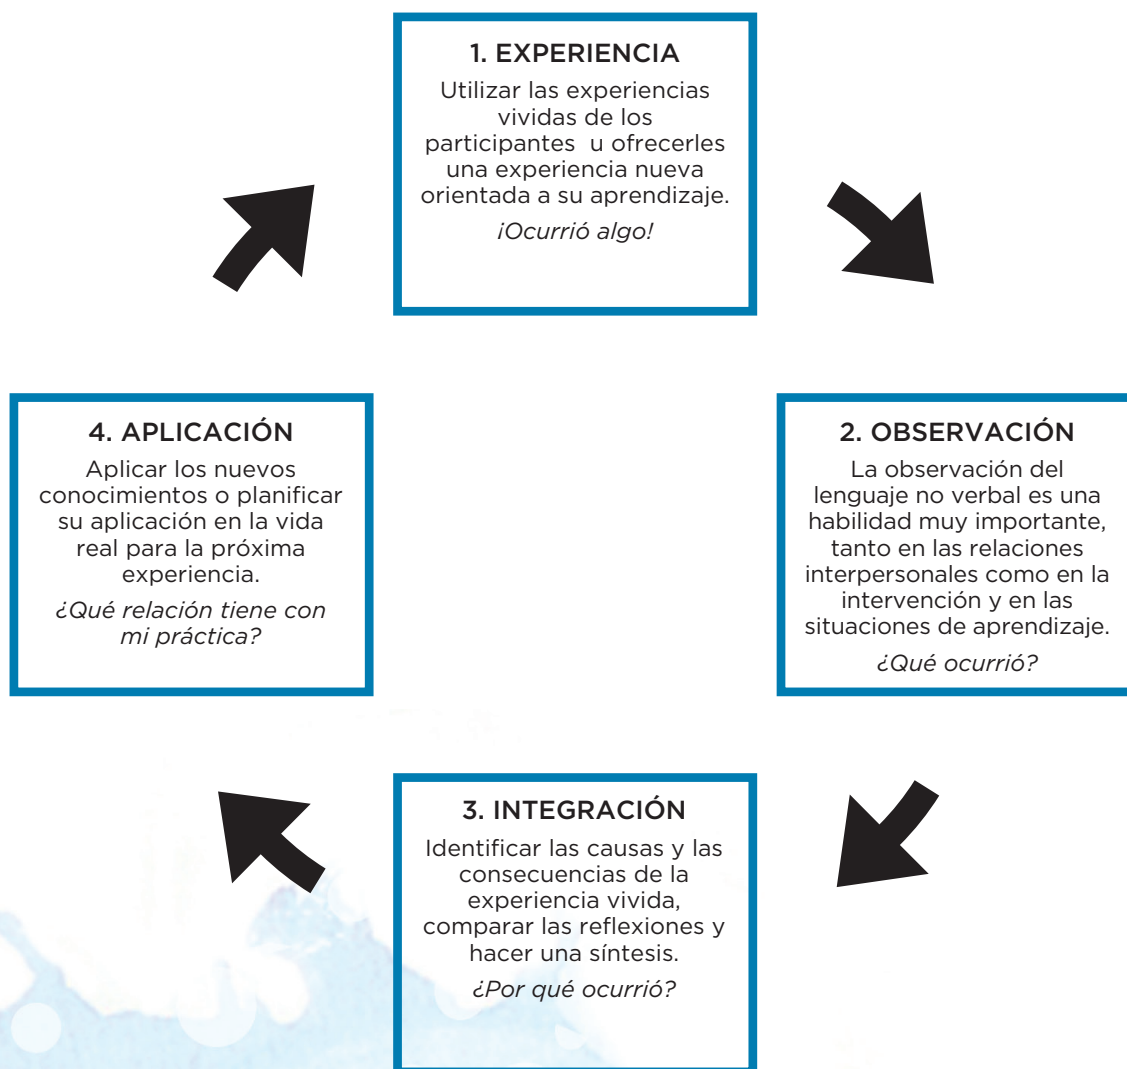 1. EXPERIENCIA
Utilizar las experiencias
vividas de los
participantes u ofrecerles
una experiencia nueva
orientada a su aprendizaje.
¡Ocurrió algo!
2. OBSERVACIÓN
La observación del
lenguaje no verbal es una
habilidad muy importante,
tanto en las relaciones
interpersonales como en la
intervención y en las
situaciones de aprendizaje.
¿Qué ocurrió?
3. INTEGRACIÓN
Identificar las causas y las
consecuencias de la
experiencia vivida,
comparar las reflexiones y
hacer una síntesis.
¿Por qué ocurrió?
4. APLICACIÓN
Aplicar los nuevos
conocimientos o planificar
su aplicación en la vida
real para la próxima
experiencia.
¿Qué relación tiene con
mi práctica?